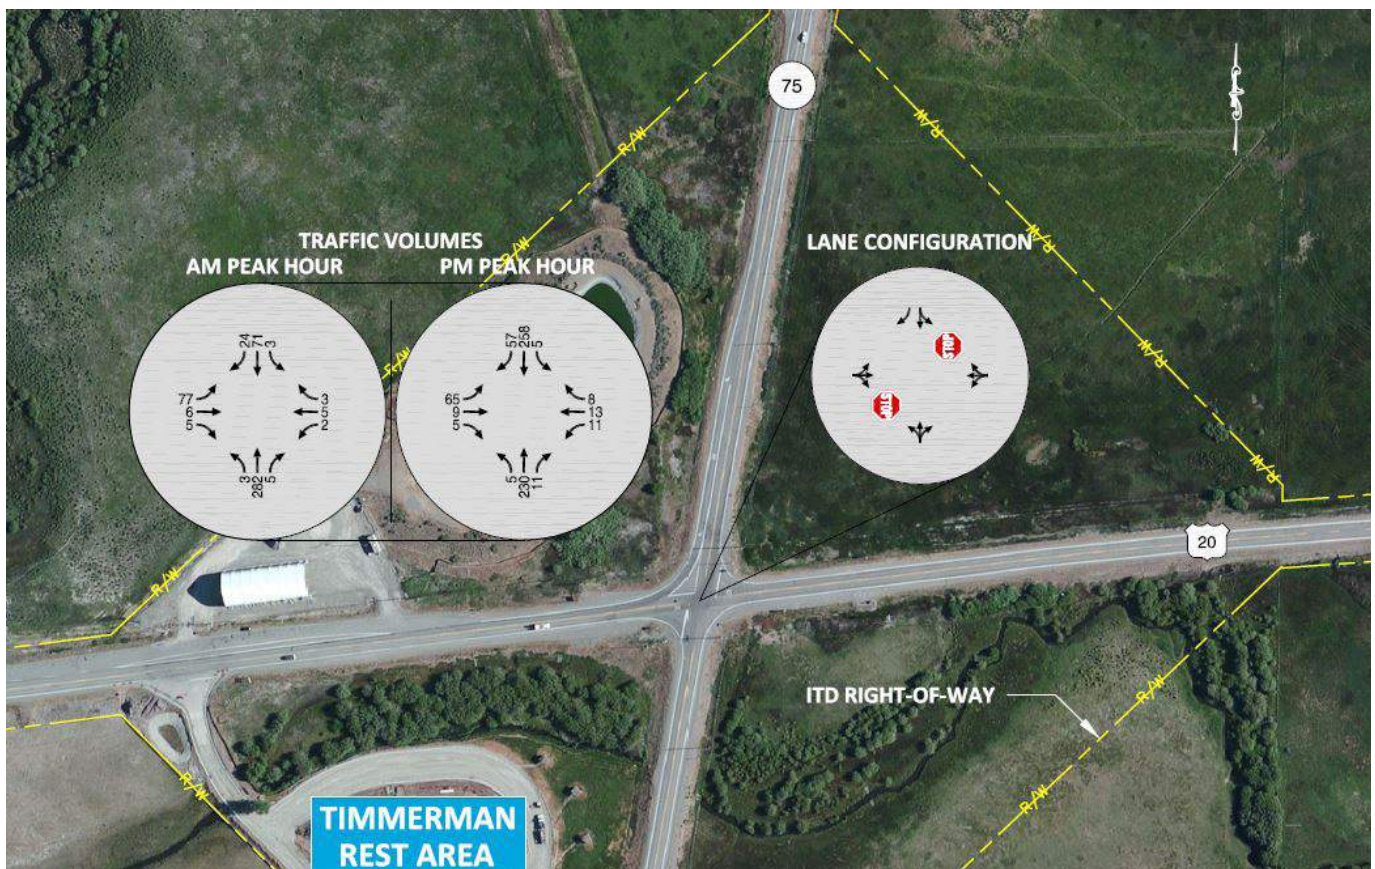 75
R/W
R/W
R/W
TRAFFIC VOLUMES
R/W
LANE CONFIGURATION
R/W
AM PEAK HOUR
PM PEAK HOUR
24 71 3
57 258 5
STOP
R/W
R/W
77
3
65
8
6
5
9
13
5
2
5
11
STOP
3 282 5
5 230 11
R/W
20
R/W
R/W
ITD RIGHT-OF-WAY
R/W
R/W
TIMMERMAN
REST AREA